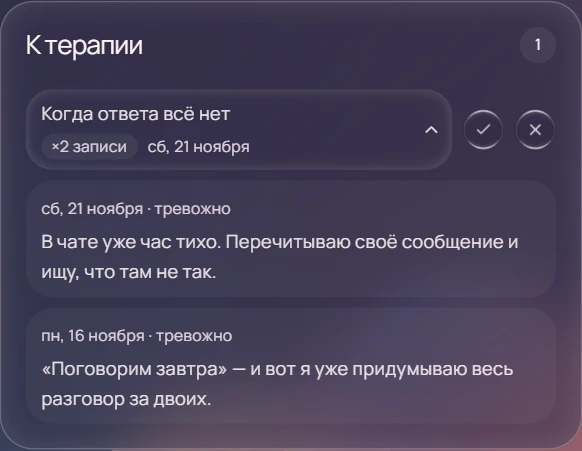 К терапии
1
Когда ответа всё нет
×2 записи сб, 21 ноября
сб, 21 ноября · тревожно
В чате уже час тихо. Перечитываю своё сообщение и
ищу, что там не так.
пн, 16 ноября · тревожно
«Поговорим завтра» — и вот я уже придумываю весь
разговор за двоих.